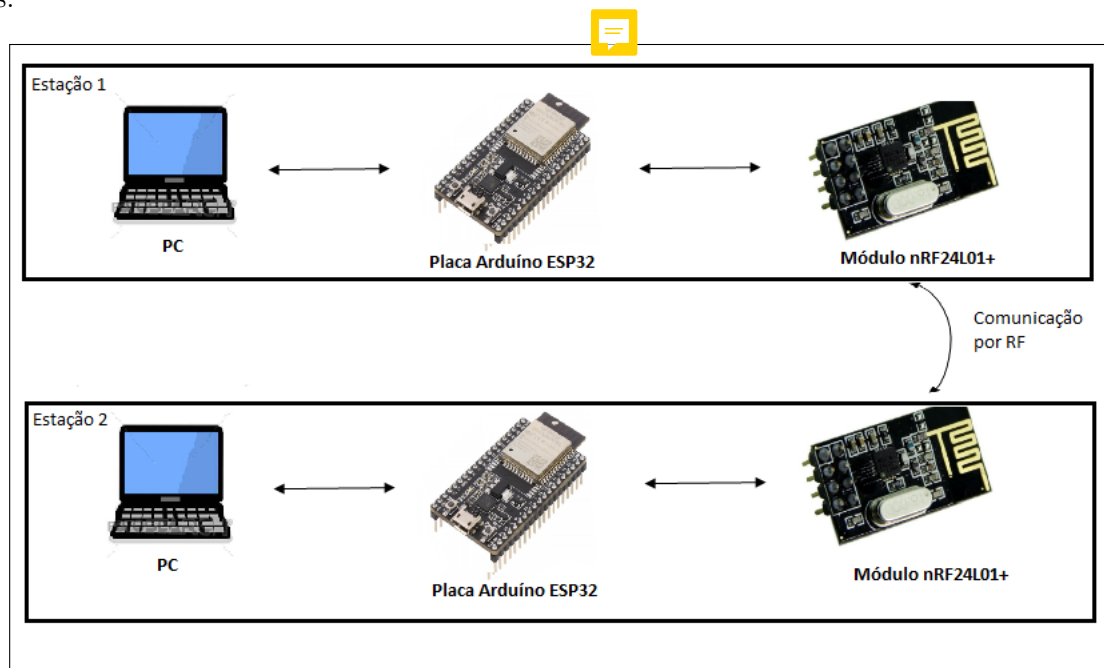 s.
Estação 1
PC
Placa Arduíno ESP32
Módulo nRF24L01+
Comunicação
por RF
Estação 2
PC
Placa Arduíno ESP32
Módulo nRF24L01+